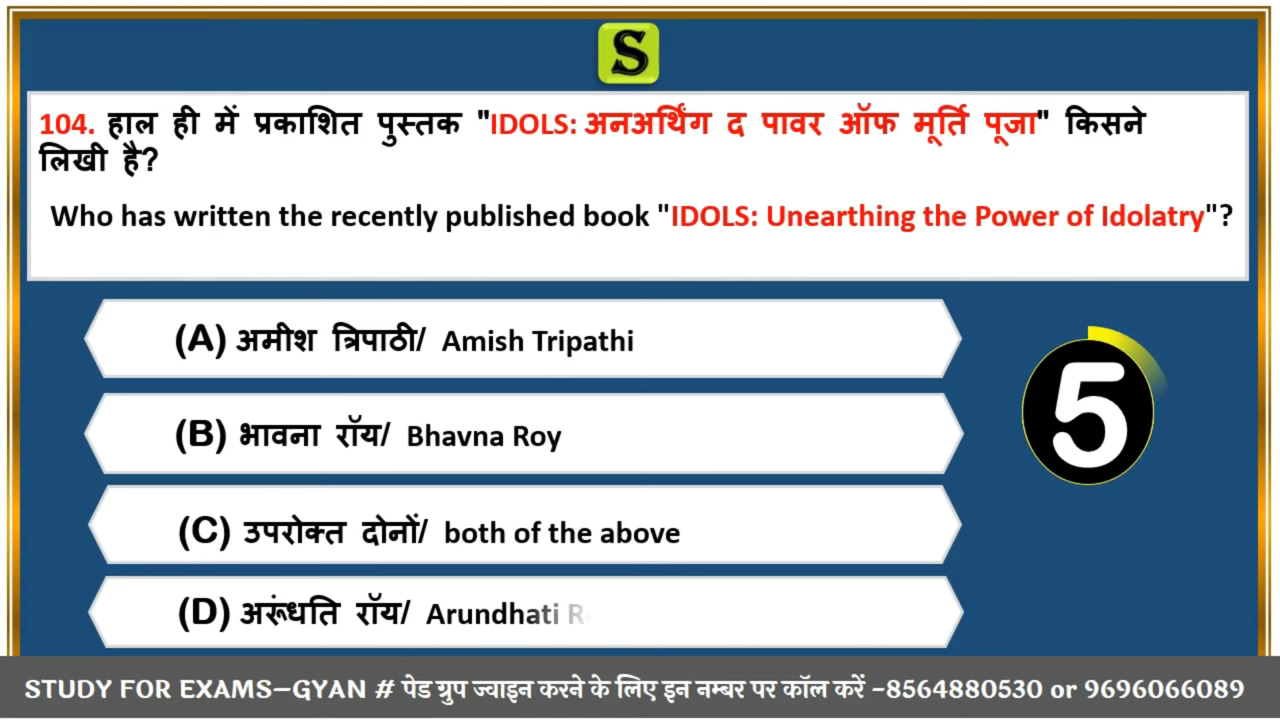 S
104. हाल ही में प्रकाशित पुस्तक "IDOLS: अनअर्थिंग द पावर ऑफ मूर्ति पूजा" किसने
लिखी है?
Who has written the recently published book "IDOLS: Unearthing the Power of Idolatry"?
(A) अमीश त्रिपाठी/ Amish Tripathi
(B) भावना रॉय/ Bhavna Roy
5
(C) उपरोक्त दोनों/ both of the above
(D) अरूंधति रॉय/ Arundhati
STUDY FOR EXAMS–GYAN # पेड ग्रुप ज्वाइन करने के लिए इन नम्बर पर कॉल करें -8564880530 or 9696066089